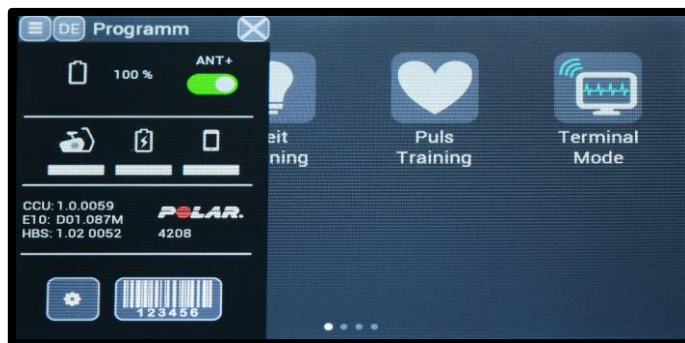 DE Programm
100 %
ANT+
CCU: 1.0.0059
E10: D01.087M
HBS: 1.02 0052
POLAR.
4208
123456
eit
ning
Puls
Training
Terminal
Mode